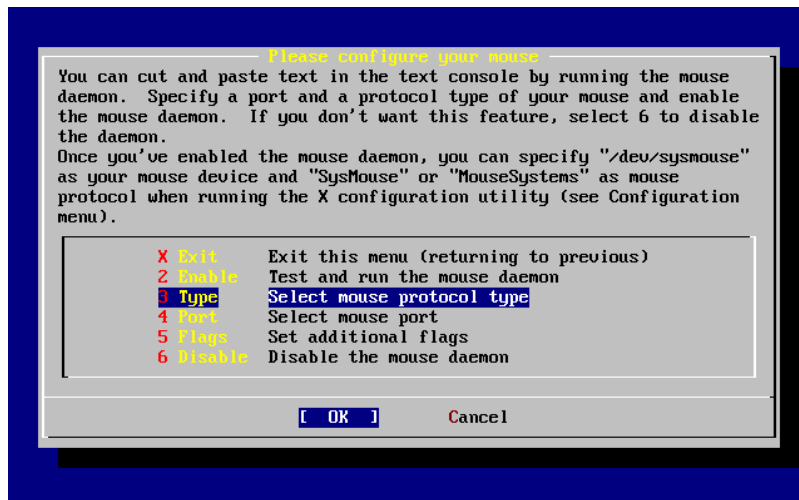 Please configure your mouse
You can cut and paste text in the text console by running the mouse
daemon.  Specify a port and a protocol type of your mouse and enable
the mouse daemon.  If you don't want this feature, select 6 to disable
the daemon.
Once you've enabled the mouse daemon, you can specify "/dev/sysmouse"
as your mouse device and "SysMouse" or "MouseSystems" as mouse
protocol when running the X configuration utility (see Configuration
menu).
X Exit    Exit this menu (returning to previous)
2 Enable  Test and run the mouse daemon
3 Type    Select mouse protocol type
4 Port    Select mouse port
5 Flags   Set additional flags
6 Disable Disable the mouse daemon
[  OK  ]       Cancel